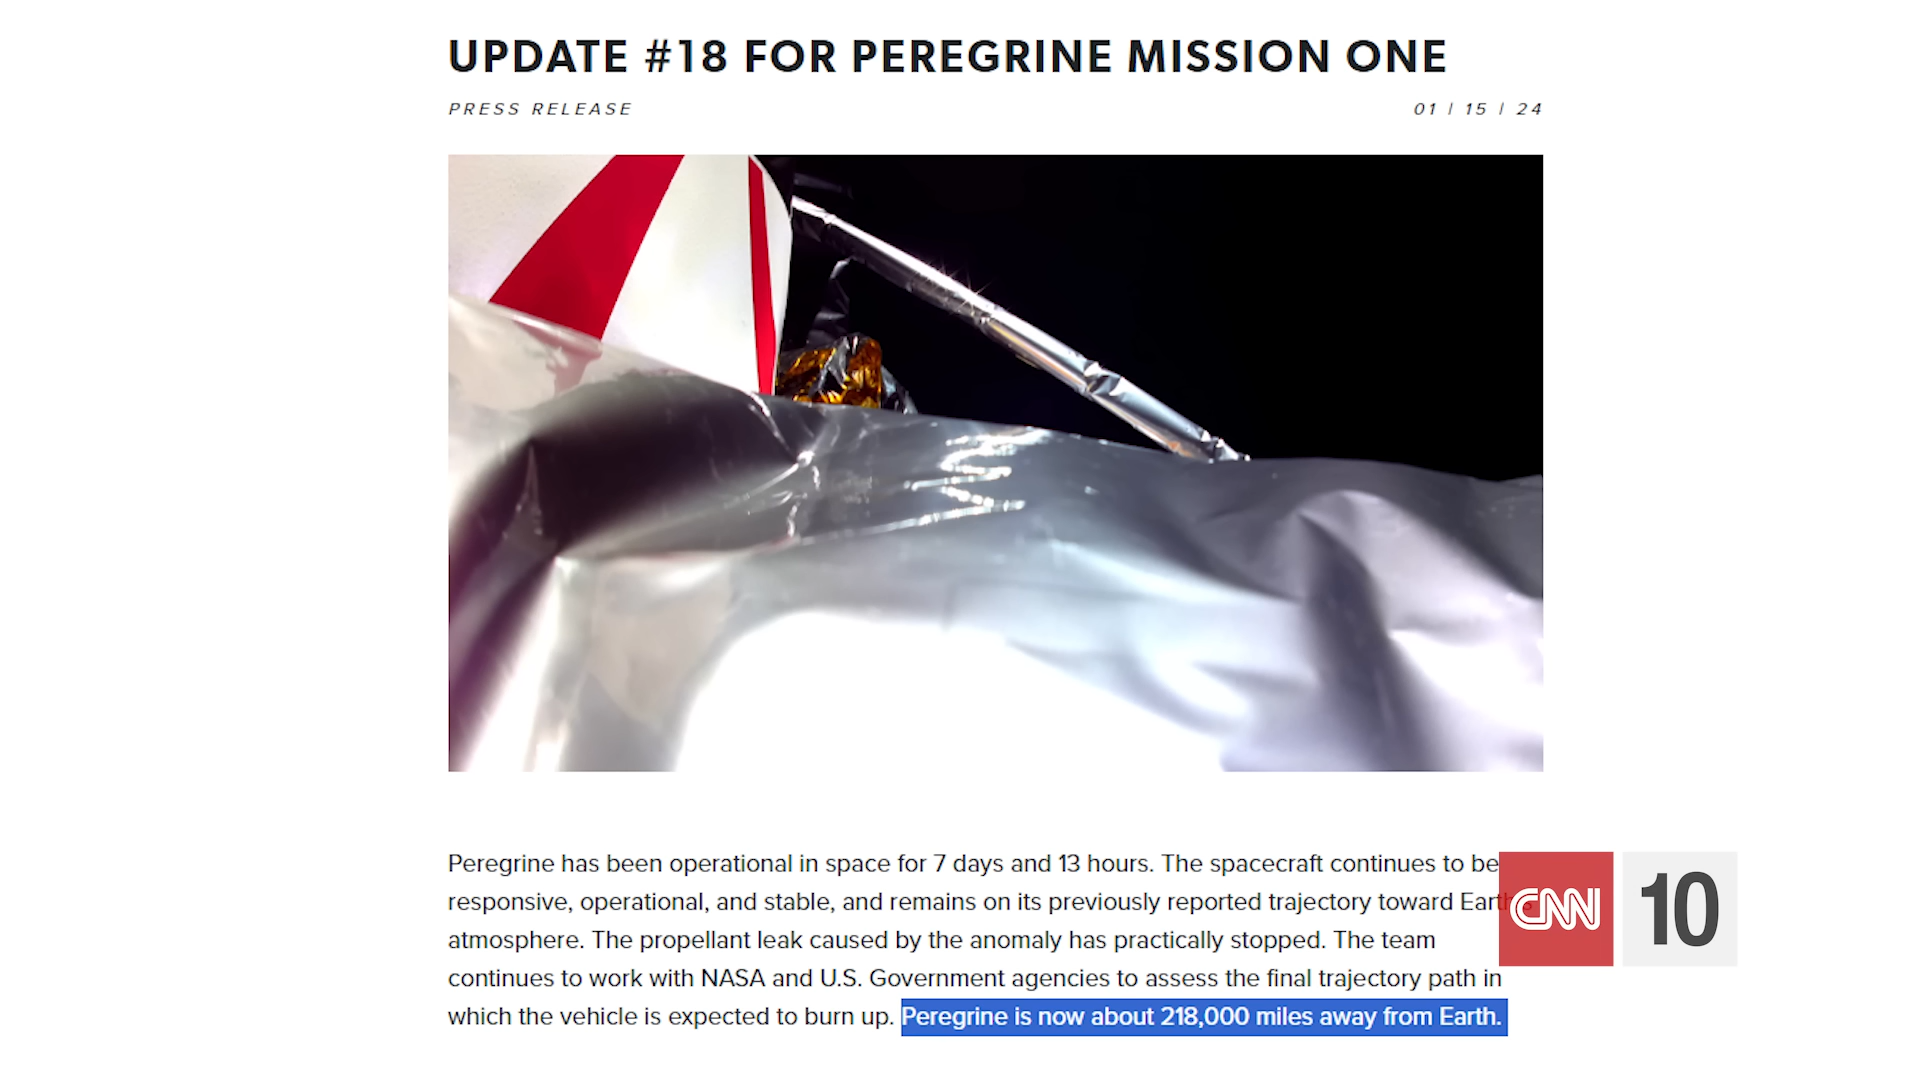 UPDATE #18 FOR PEREGRINE MISSION ONE
PRESS RELEASE 01 | 15 | 24
Peregrine has been operational in space for 7 days and 13 hours. The spacecraft continues to be
responsive, operational, and stable, and remains on its previously reported trajectory toward Earth's
atmosphere. The propellant leak caused by the anomaly has practically stopped. The team
continues to work with NASA and U.S. Government agencies to assess the final trajectory path in
which the vehicle is expected to burn up. Peregrine is now about 218,000 miles away from Earth.
CNN 10